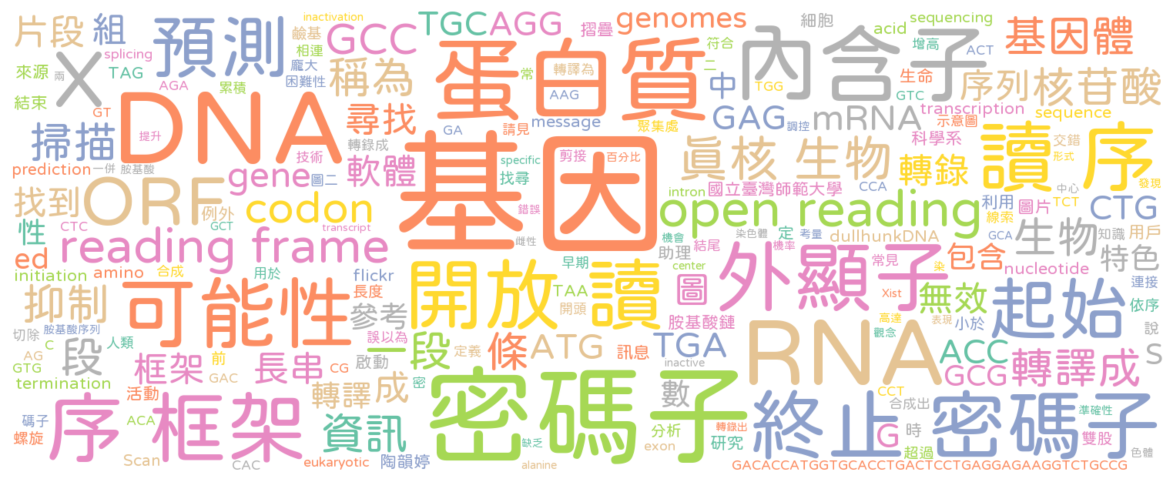 片段
組
預測
splicing
inactivation
鹼基
相連
GCC
TGC
AGG
摺疊
genomes
細胞
acid
sequencing
增高
ACT
基因體
來源
X
TAG
龐大
困難性
稱為
蛋白質
常
轉譯為
AAG
符合
二
TGG
內含子
生命
GTC
序列
核苷酸
結束
AGA
累積
GT
DNA
尋找
GA
message
聚集處
GAG
調控
中
mRNA
transcription
示意圖
sequence
掃描
提升
技術
轉錄成
請見
基因
specific
剪接
百分比
真核
生物
科學系
轉錄
讀
序
交錯
形式
發現
prediction
一併
胺基酸
gene
圖二
軟體
找尋
intron
國立臺灣師範大學
CCA
中心
TCT
找到
ORF
例外
codon
錯誤
open reading
利用
線索
圖片
知識
用戶
CTG
性
CTC
GCT
transcript
雌性
染色體
機會
機率
考量
定
dullhunkDNA
GCA
生物
ed
reading frame
結尾
助理
外顯子
常見
包含
特色
initiation
amino
合成
用於
flickr
早期
center
圖
染
nucleotide
連接
抑制
可能性
長度
開放
讀
TAA
開頭
胺基酸鏈
Xist
無效
起始
依序
參考
高達
表現
觀念
小於
說
切除
胺基酸序列
人類
C
段
框架
前
長串
啟動
誤以為
一段
定義
條
ATG
訊息
TGA
RNA
ACC
S
AG
GTG
GAC
CG
轉譯
成
密
inactive
數
GCG
轉譯成
termination
活動
CCT
合成出
準確性
碼子
螺旋
序
框架
ACA
資訊
密碼子
缺乏
轉錄出
分析
研究
終止
G
時
超過
密碼子
雙股
Scan
CAC
eukaryotic
陶韻婷
alanine
exon
色體
GACACCATGGTGCACCTGACTCCTGAGGAGAAGGTCTGCCG